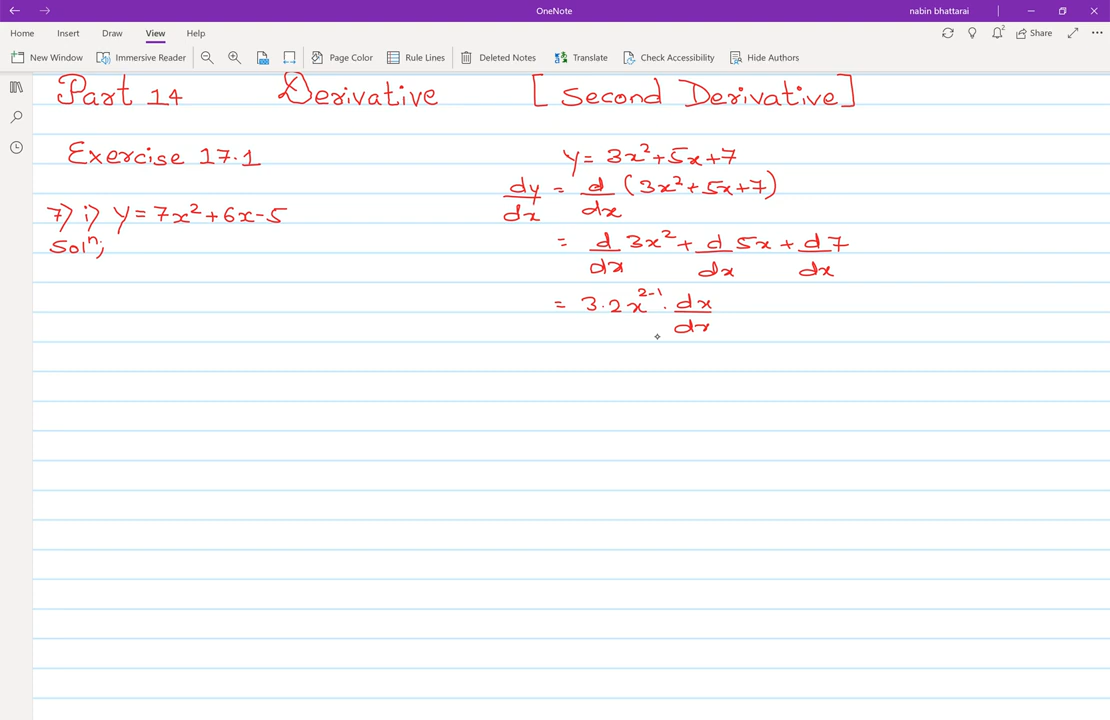 OneNote
nabin bhattarai
Home Insert Draw View Help
2 Share
New Window Immersive Reader Page Color Rule Lines Deleted Notes Translate Check Accessibility Hide Authors
Part 14 Derivative [Second Derivative]
Exercise 17.1
7) i) y = 7x² + 6x - 5
Solⁿ;
y = 3x² + 5x + 7
dy/dx = d/dx (3x² + 5x + 7)
= d/dx 3x² + d/dx 5x + d/dx 7
= 3·2x²⁻¹ · dx/dx